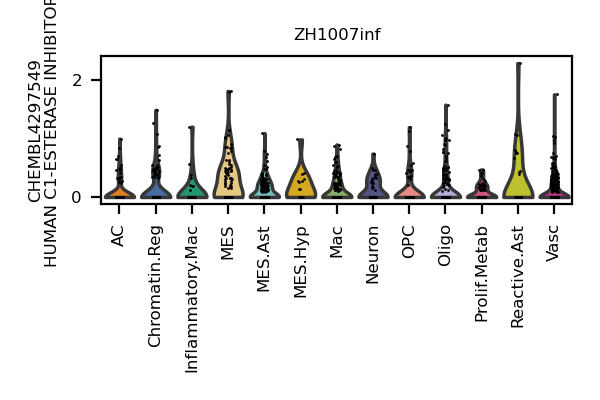 ZH1007inf
CHEMBL4297549
HUMAN C1-ESTERASE INHIBITOR
2
0
AC
Chromatin.Reg
Inflammatory.Mac
MES
MES.Ast
MES.Hyp
Mac
Neuron
OPC
Oligo
Prolif.Metab
Reactive.Ast
Vasc